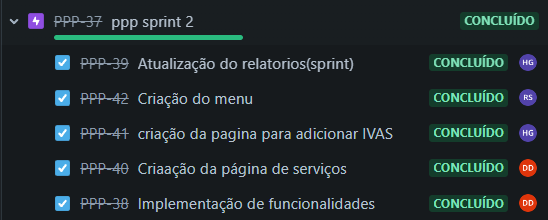 PPP-37 ppp sprint 2 CONCLUÍDO
PPP-39 Atualização do relatorios(sprint) CONCLUÍDO HG
PPP-42 Criação do menu CONCLUÍDO RS
PPP-41 criação da pagina para adicionar IVAS CONCLUÍDO HG
PPP-40 Criaação da página de serviços CONCLUÍDO DD
PPP-38 Implementação de funcionalidades CONCLUÍDO DD